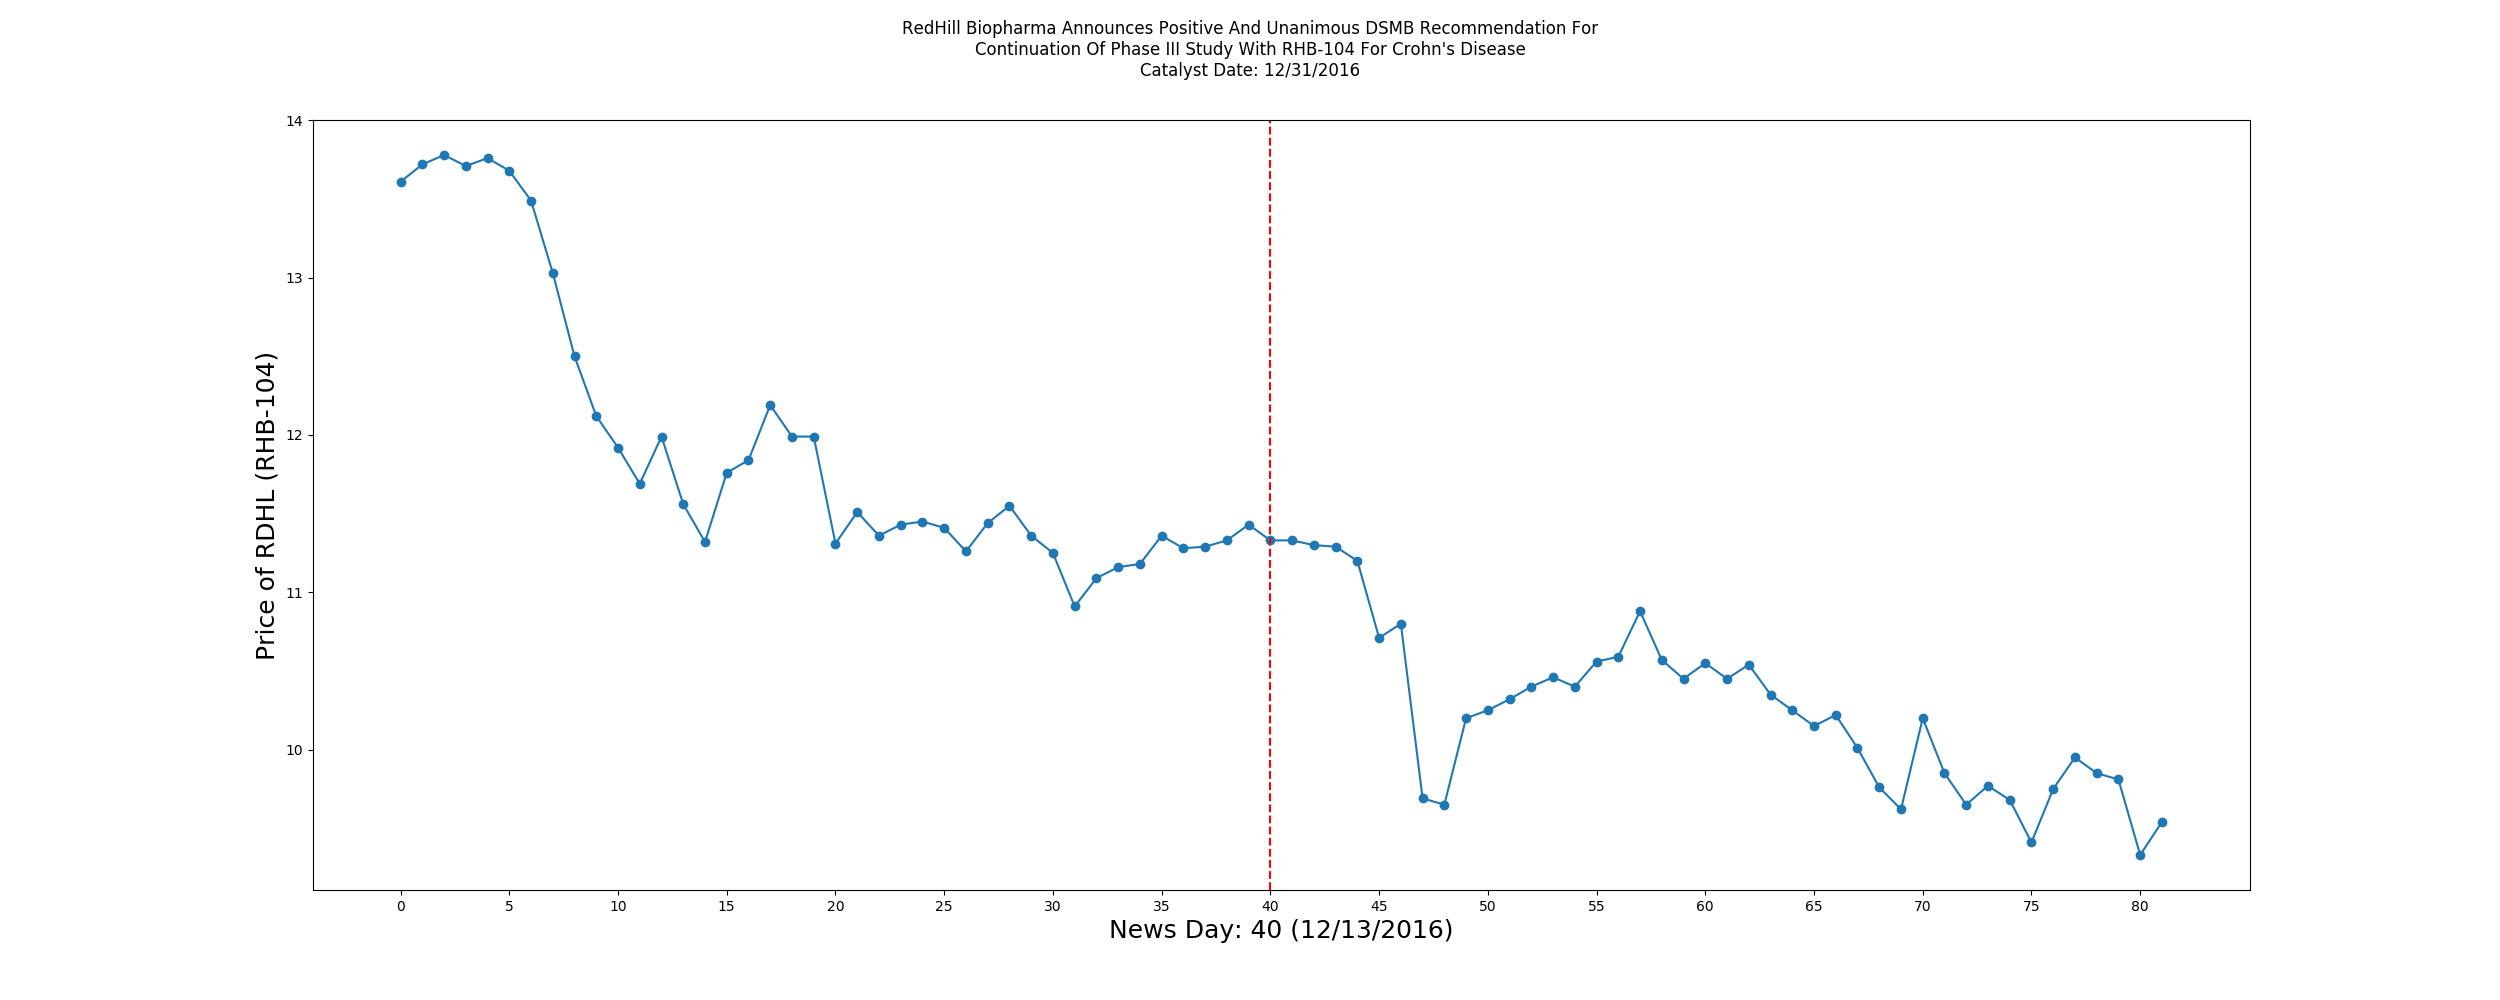 RedHill Biopharma Announces Positive And Unanimous DSMB Recommendation For
Continuation Of Phase III Study With RHB-104 For Crohn's Disease
Catalyst Date: 12/31/2016
Price of RDHL (RHB-104)
14
13
12
11
10
0 5 10 15 20 25 30 35 40 45 50 55 60 65 70 75 80
News Day: 40 (12/13/2016)